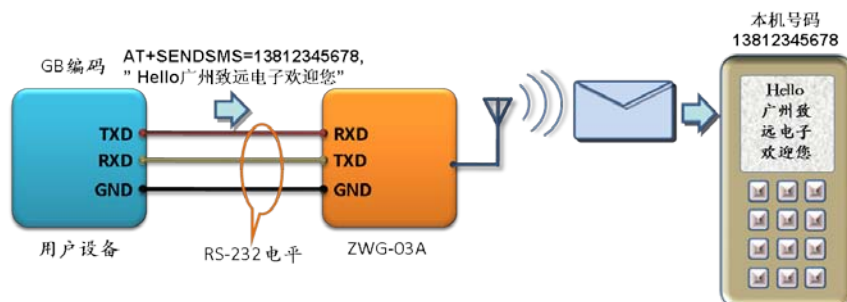 GB编码
AT+SENDSMS=13812345678,
” Hello广州致远电子欢迎您”
TXD
RXD
GND
用户设备
RS-232电平
RXD
TXD
GND
ZWG-03A
本机号码
13812345678
Hello
广州致
远电子
欢迎您